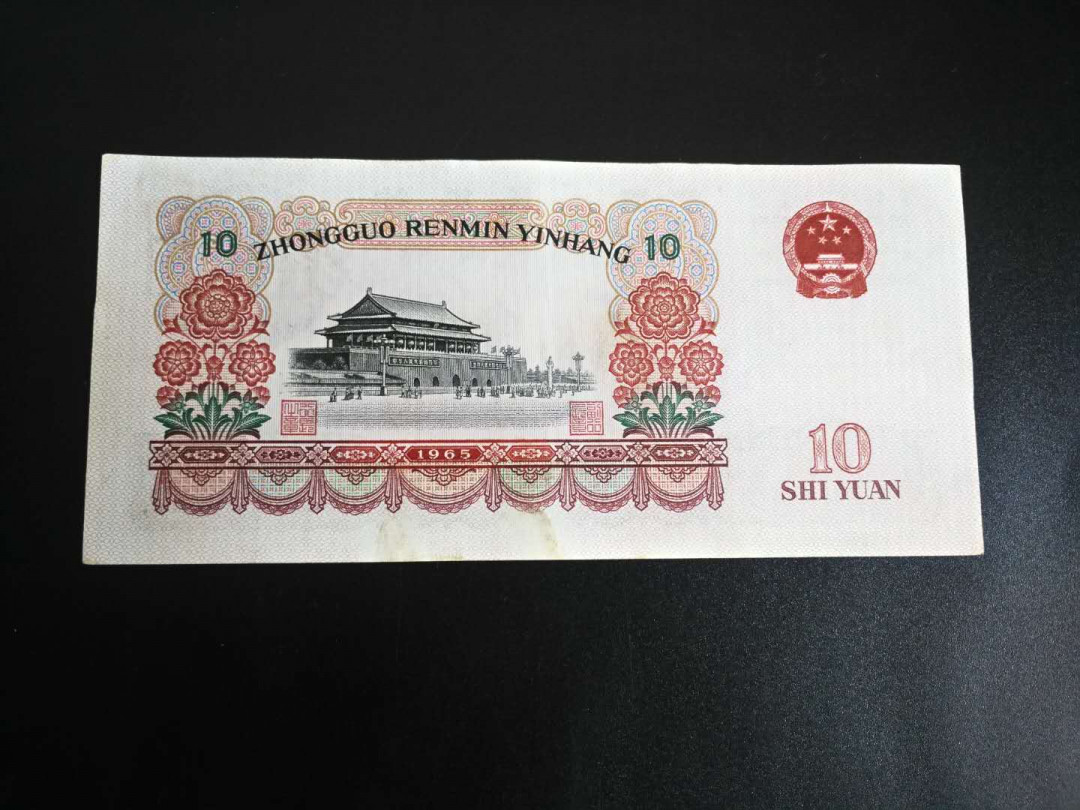 10 ZHONGGUO RENMIN YINHANG 10
1965
10
SHI YUAN